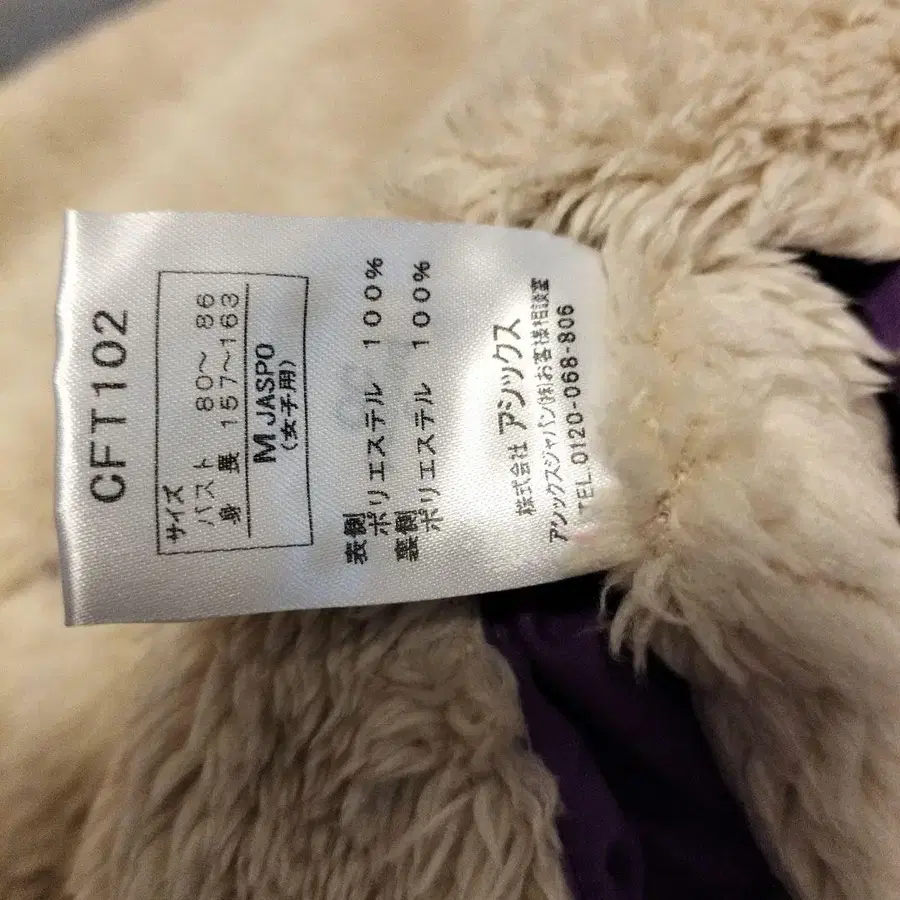 CFT102
サイズ
バスト 80～86
身長 157～163
M JASPO
(女子用)
表側
ポリエステル 100%
裏側
ポリエステル 100%
株式会社 アシックス
アシックスジャパン(株)お客様相談室
TEL.0120-068-806